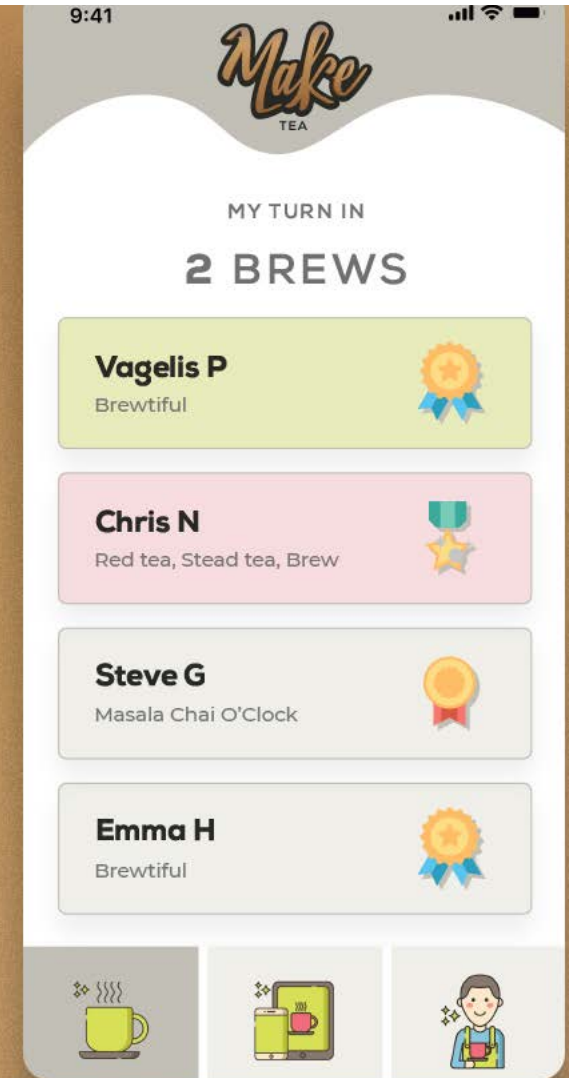 9:41
Make
TEA
MY TURN IN
2 BREWS
Vagelis P
Brewtiful
Chris N
Red tea, Stead tea, Brew
Steve G
Masala Chai O'Clock
Emma H
Brewtiful